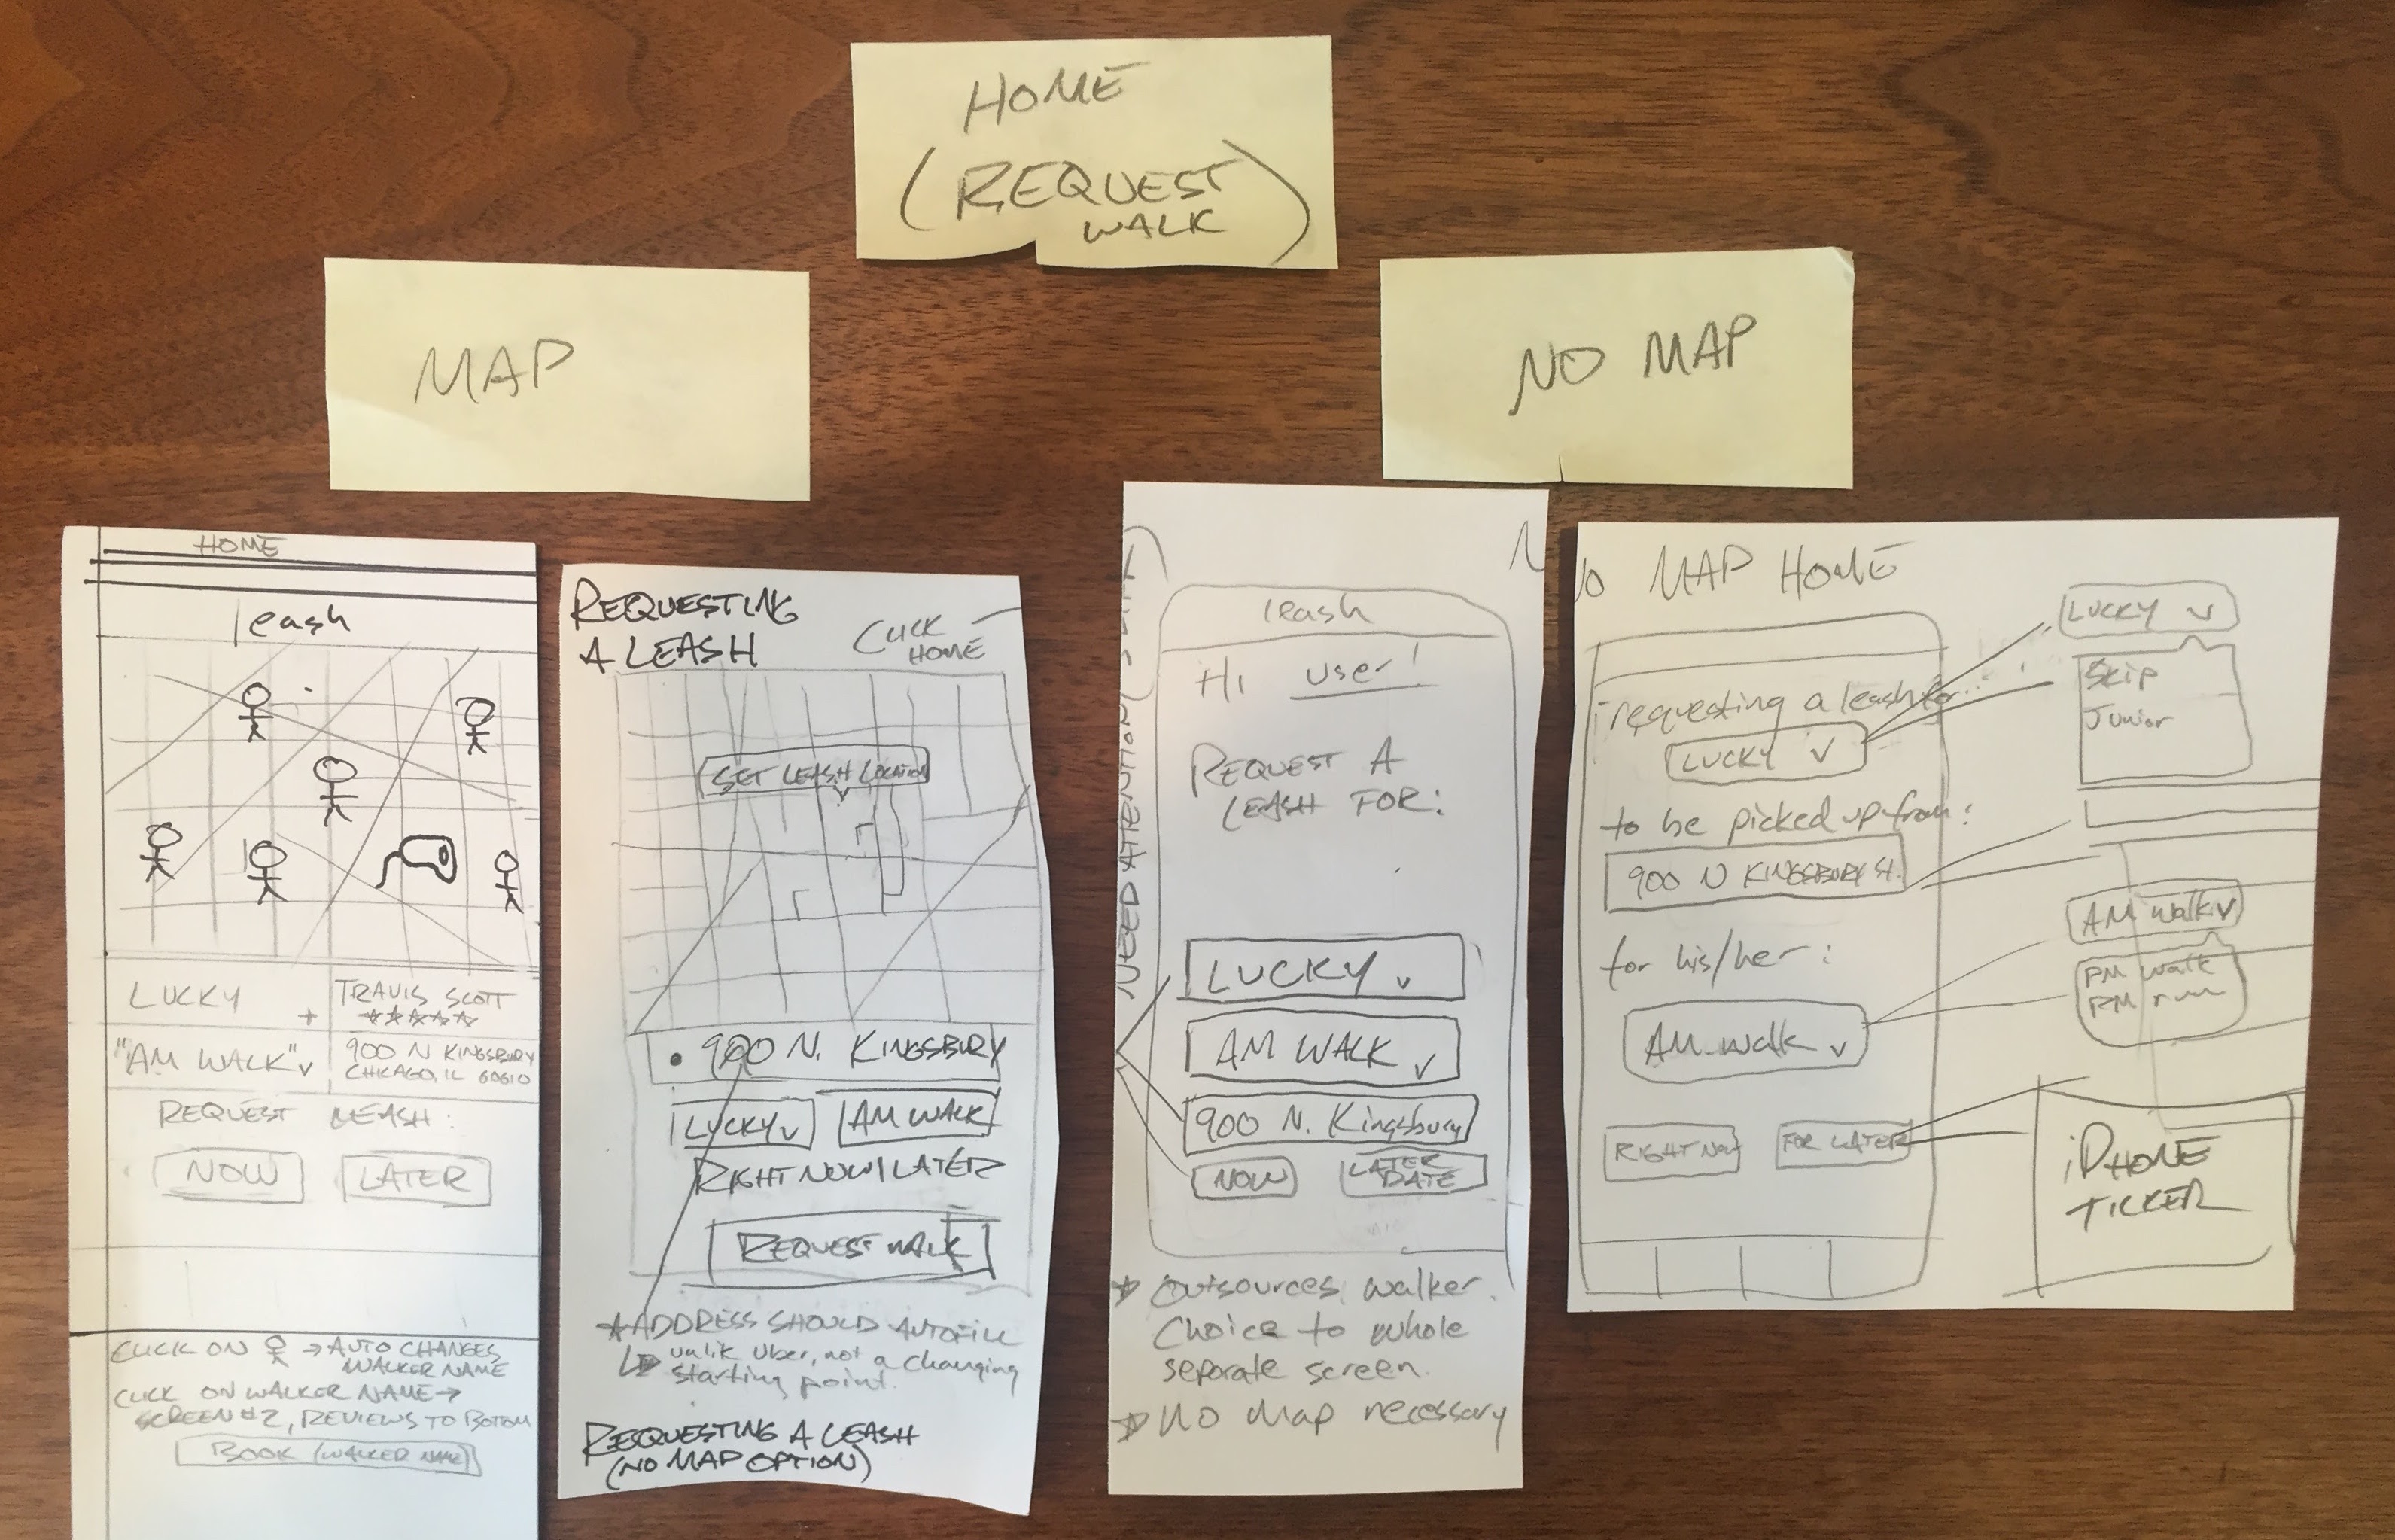 HOME
(REQUEST
WALK)
MAP
NO MAP
HOME
leash
LUCKY +
TRAVIS SCOTT
"AM WALK"
900 N KINGSBURY
CHICAGO, IL 60610
REQUEST LEASH:
NOW
LATER
CLICK ON → AUTO CHANGES
WALKER NAME
CLICK ON WALKER NAME →
SCREEN #2, REVIEWS TO BOTTOM
BOOK (WALKER NAME)
REQUESTING
A LEASH
CLICK
HOME
SET LEASH LOCATION
900 N. KINGSBURY
LUCKY
AM WALK
RIGHT NOW/LATER
REQUEST WALK
*ADDRESS SHOULD AUTOFILL
unlik Uber, not a changing
starting point.
REQUESTING A LEASH
(NO MAP OPTION)
NEED ATTENTION
leash
Hi user!
REQUEST A
LEASH FOR:
LUCKY
AM WALK
900 N. Kingsbury
NOW
LATER
DATE
* Outsources walker
choice to whole
separate screen.
* NO Map necessary
NO MAP HOME
requesting a leash for...
LUCKY
to be picked up from:
900 N KINGSBURY St.
for his/her:
AM walk
RIGHT NOW
FOR LATER
LUCKY
Skip
Junior
AM walk
PM walk
PM run
iPHONE
TICKER